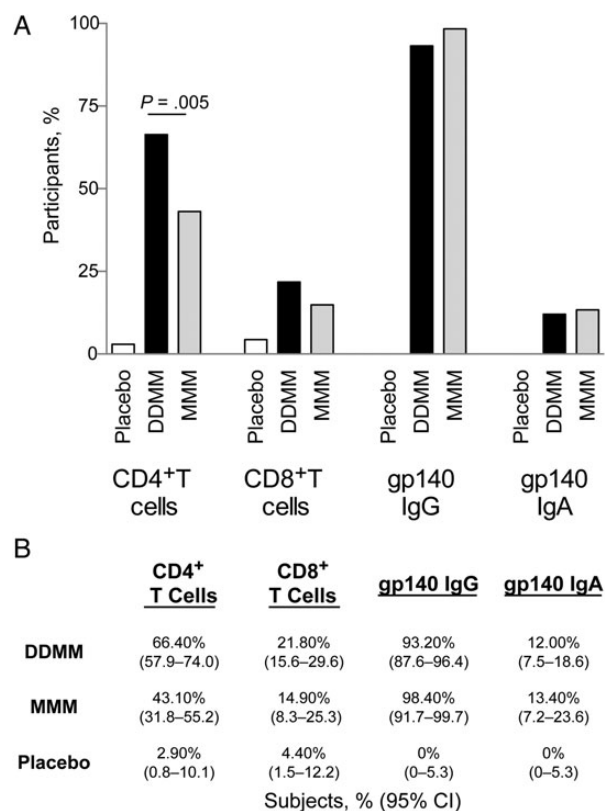 A
100
75
50
25
0
Participants, %
P = .005
Placebo
DDMM
MMM
Placebo
DDMM
MMM
Placebo
DDMM
MMM
Placebo
DDMM
MMM
CD4+T cells
CD8+T cells
gp140 IgG
gp140 IgA
B
CD4+ T Cells CD8+ T Cells gp140 IgG gp140 IgA
DDMM 66.40% 21.80% 93.20% 12.00%
(57.9–74.0) (15.6–29.6) (87.6–96.4) (7.5–18.6)
MMM 43.10% 14.90% 98.40% 13.40%
(31.8–55.2) (8.3–25.3) (91.7–99.7) (7.2–23.6)
Placebo 2.90% 4.40% 0% 0%
(0.8–10.1) (1.5–12.2) (0–5.3) (0–5.3)
Subjects, % (95% CI)